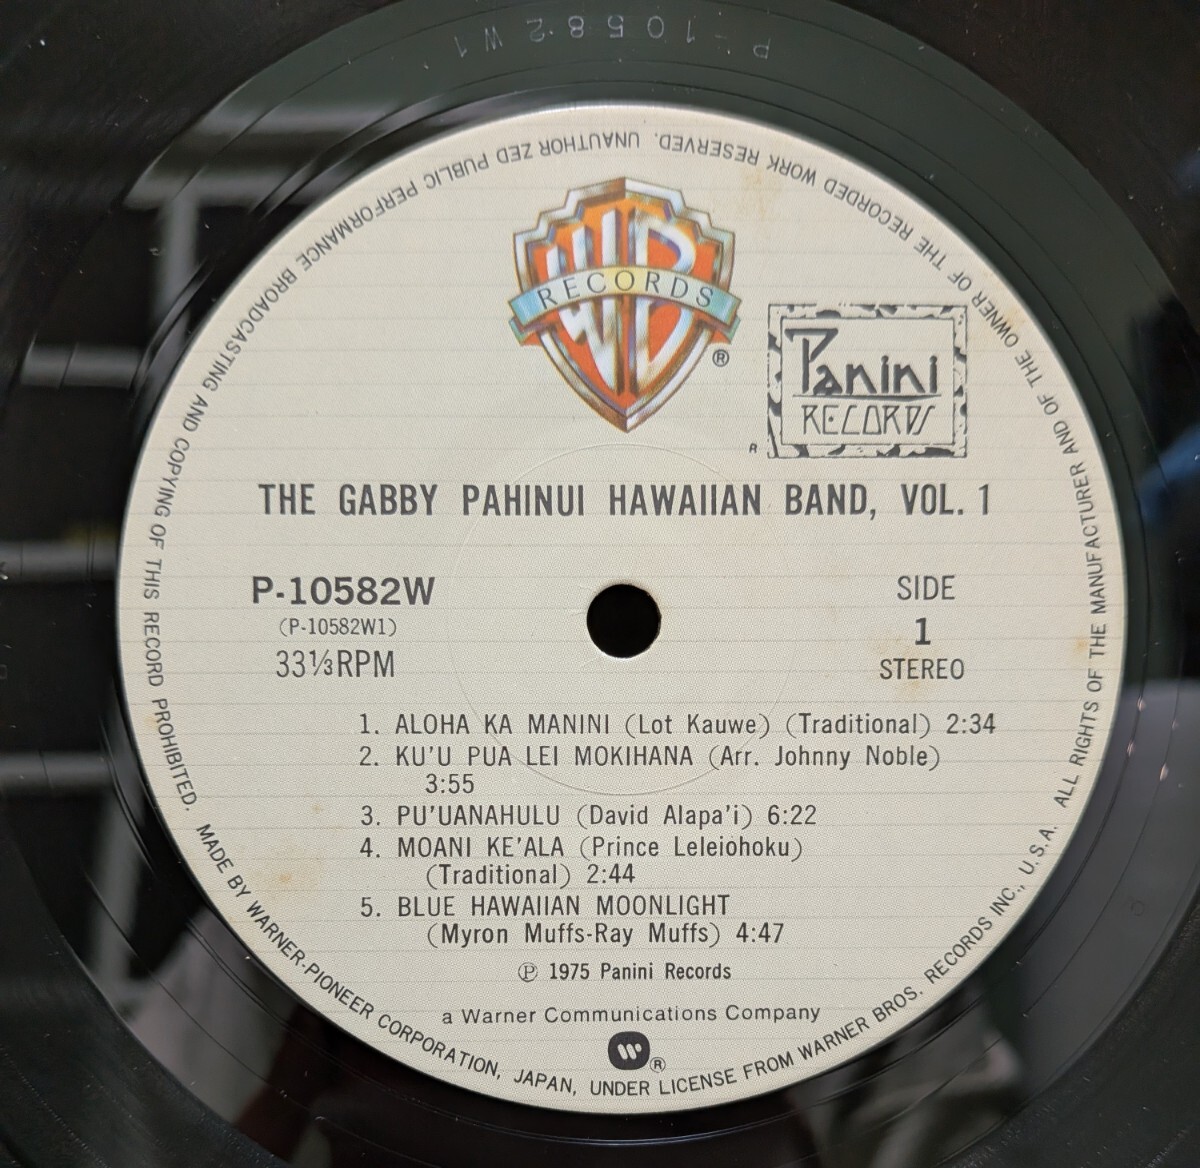 P-10582W1
RECORDS
®
Panini
RECORDS
R
THE GABBY PAHINUI HAWAIIAN BAND, VOL. 1
P-10582W
(P-10582W1)
33⅓RPM
SIDE
1
STEREO
1. ALOHA KA MANINI (Lot Kauwe) (Traditional) 2:34
2. KU'U PUA LEI MOKIHANA (Arr. Johnny Noble)
3:55
3. PU'UANAHULU (David Alapa'i) 6:22
4. MOANI KE'ALA (Prince Leleiohoku)
(Traditional) 2:44
5. BLUE HAWAIIAN MOONLIGHT
(Myron Muffs-Ray Muffs) 4:47
Ⓟ 1975 Panini Records
a Warner Communications Company
®
MADE BY WARNER-PIONEER CORPORATION, JAPAN, UNDER LICENSE FROM WARNER BROS. RECORDS INC., U.S.A. ALL RIGHTS OF THE MANUFACTURER AND OF THE OWNER OF THE RECORDED WORK RESERVED. UNAUTHOR ZED PUBLIC PERFORMANCE BROADCASTING AND COPYING OF THIS RECORD PROHIBITED.